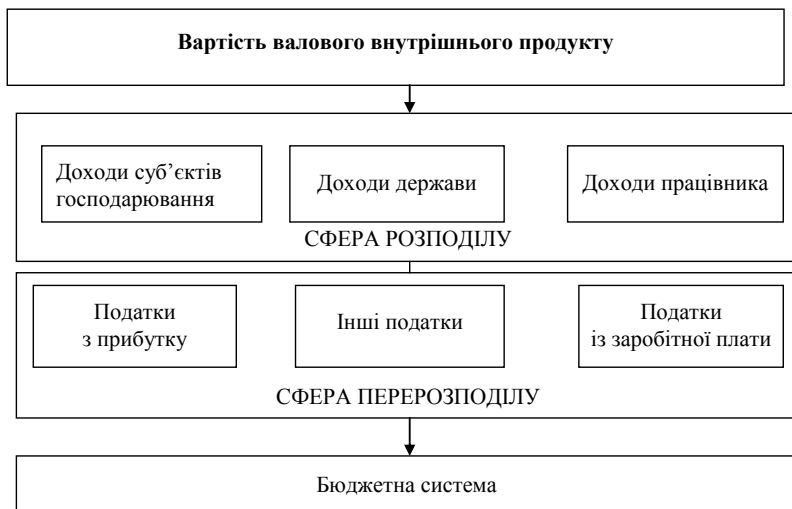 Вартість валового внутрішнього продукту
Доходи суб’єктів
господарювання
Доходи держави
Доходи працівника
СФЕРА РОЗПОДІЛУ
Податки
з прибутку
Інші податки
Податки
із заробітної плати
СФЕРА ПЕРЕРОЗПОДІЛУ
Бюджетна система